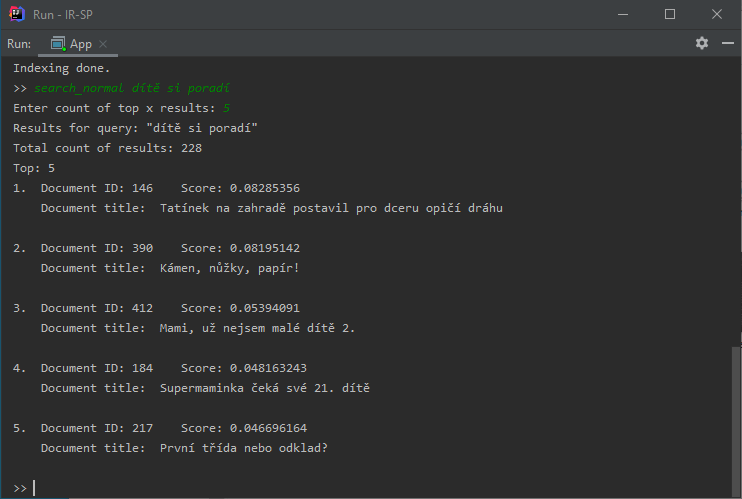 Run - IR-SP
Run: App
Indexing done.
>> search_normal dítě si poradí
Enter count of top x results: 5
Results for query: "dítě si poradí"
Total count of results: 228
Top: 5
1. Document ID: 146 Score: 0.08285356
Document title: Tatínek na zahradě postavil pro dceru opičí dráhu
2. Document ID: 390 Score: 0.08195142
Document title: Kámen, nůžky, papír!
3. Document ID: 412 Score: 0.05394091
Document title: Mami, už nejsem malé dítě 2.
4. Document ID: 184 Score: 0.048163243
Document title: Supermaminka čeká své 21. dítě
5. Document ID: 217 Score: 0.046696164
Document title: První třída nebo odklad?
>>